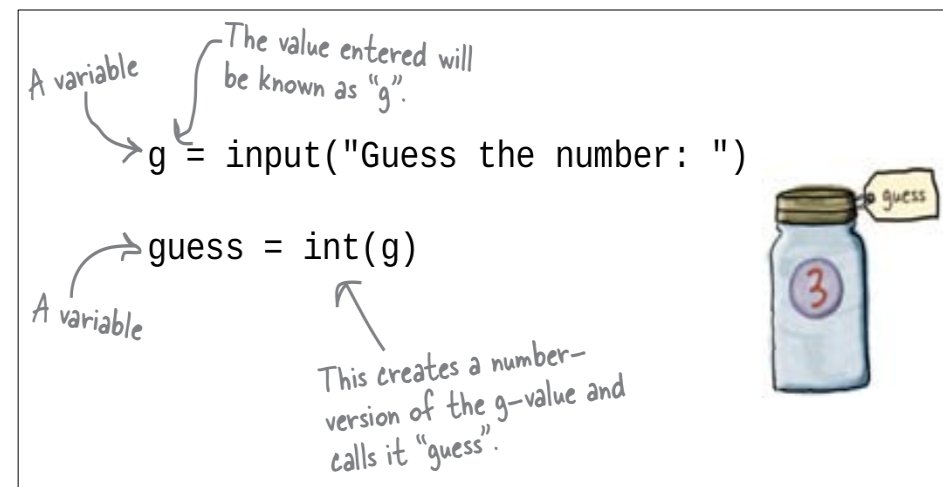 The value entered will
be known as “g”.
A variable
g = input("Guess the number: ")
guess
3
guess = int(g)
A variable
This creates a number-
version of the g-value and
calls it “guess”.